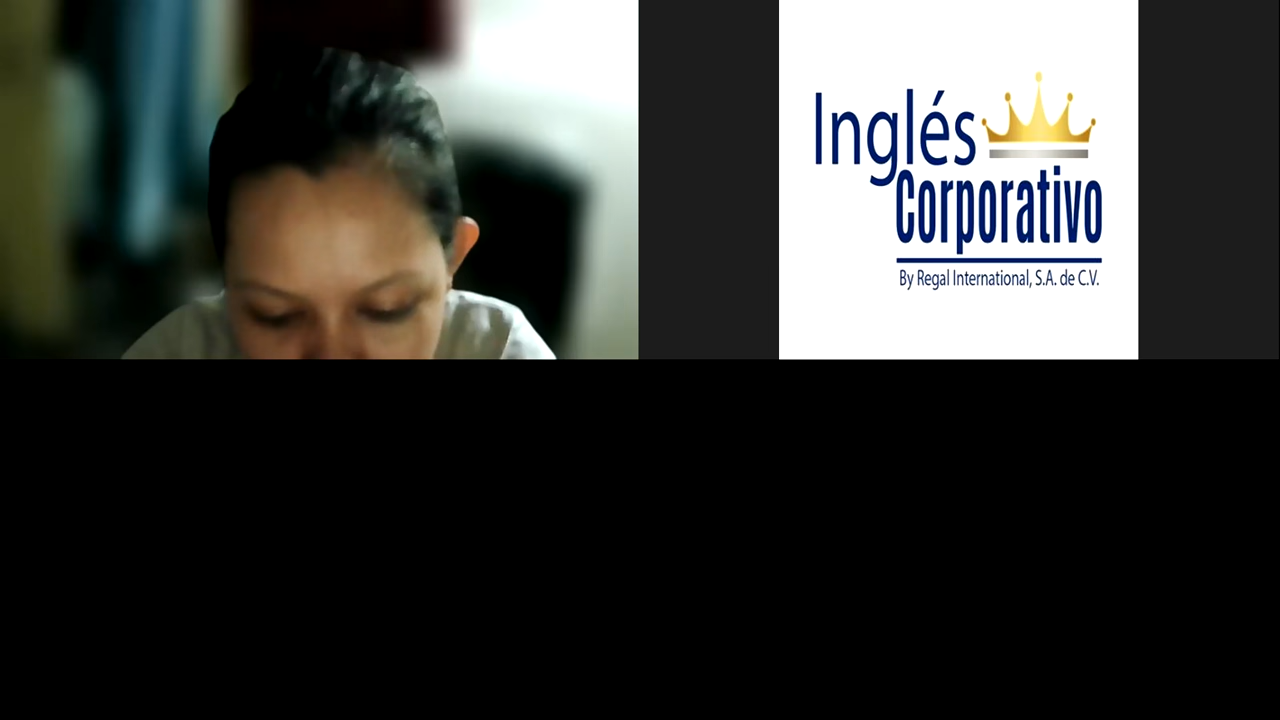 Inglés
Corporativo
By Regal International, S.A. de C.V.